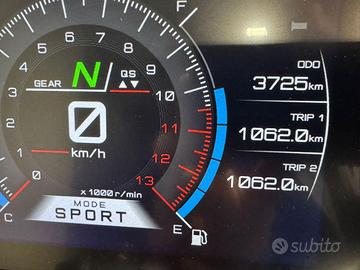 F
ODO
3725km
TRIP 1
1062.0km
TRIP 2
1062.0km
GEAR
N
QS
▲▼
0
km/h
0
1
2
3
4
5
6
7
8
9
10
11
12
13
x 1000 r/min
MODE
SPORT
C
E
subito